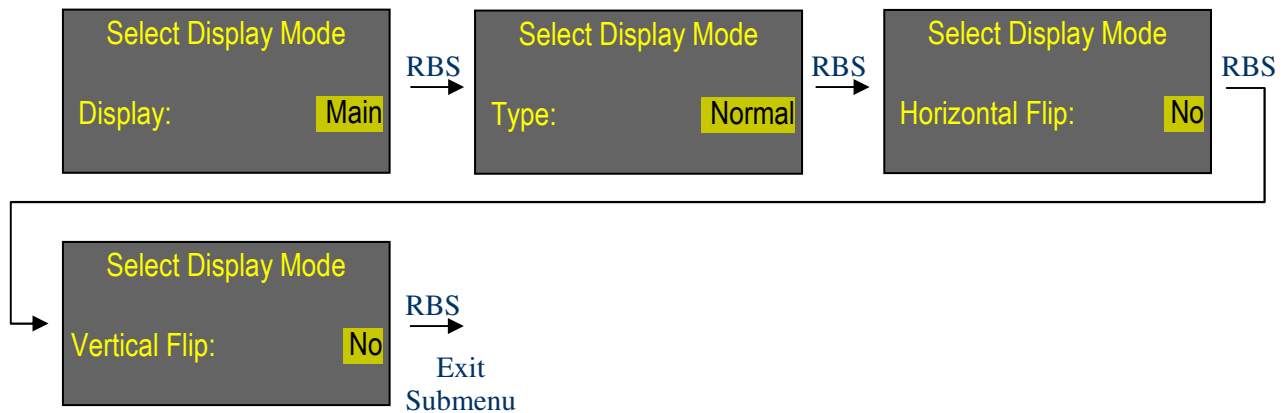 Select Display Mode
Display: Main
RBS
Select Display Mode
Type: Normal
RBS
Select Display Mode
Horizontal Flip: No
RBS
Select Display Mode
Vertical Flip: No
RBS
Exit
Submenu